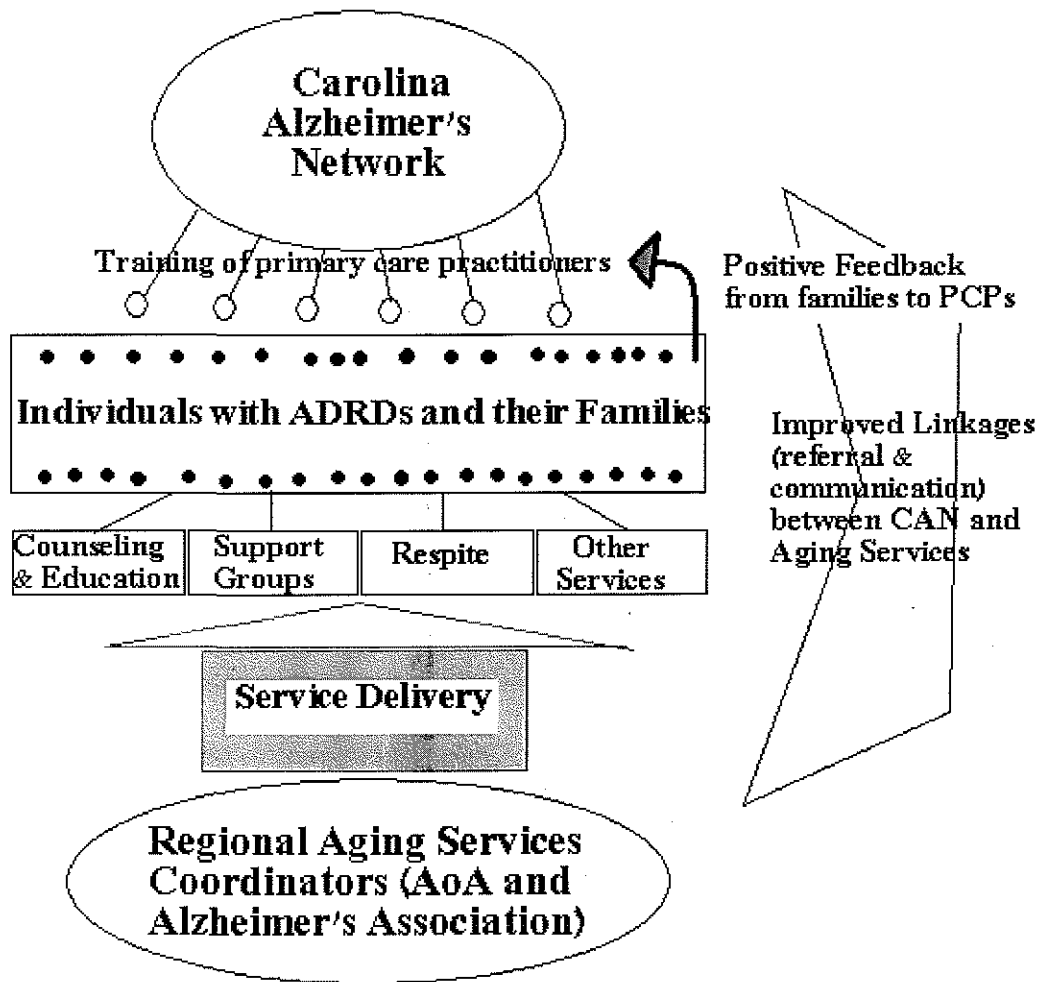 Carolina
Alzheimer's
Network
Training of primary care practitioners
Positive Feedback
from families to PCPs
Individuals with ADRDs and their Families
Improved Linkages
(referral &
communication)
between CAN and
Aging Services
Counseling
& Education
Support
Groups
Respite
Other
Services
Service Delivery
Regional Aging Services
Coordinators (AoA and
Alzheimer's Association)